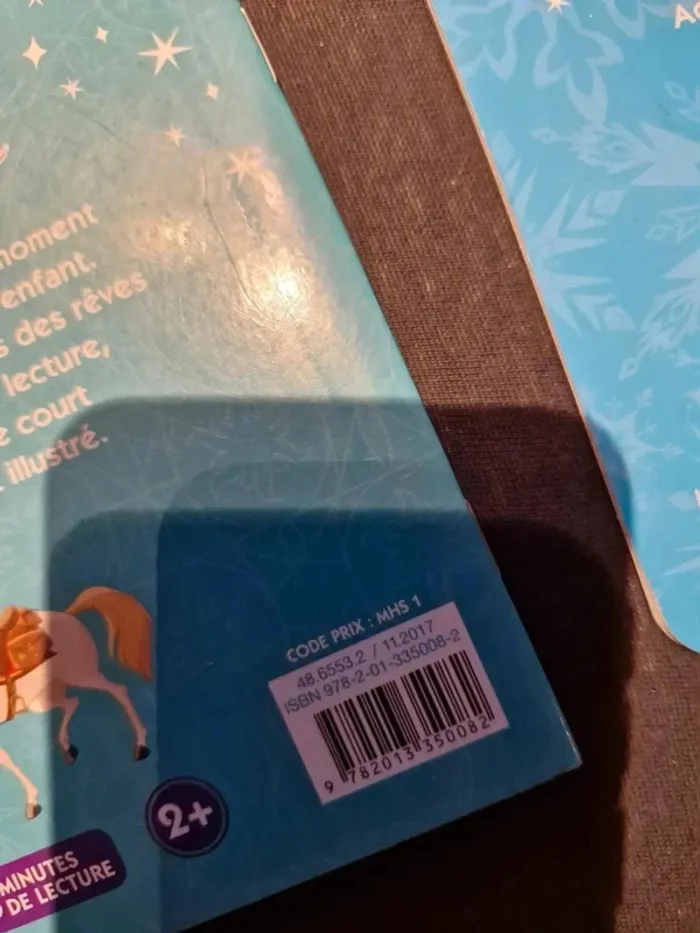 moment
enfant.
des rêves
lecture,
court
illustré.
CODE PRIX : MHS 1
48.6553.2 / 11.2017
ISBN 978-2-01-335008-2
9 782013 350082
2+
MINUTES
DE LECTURE